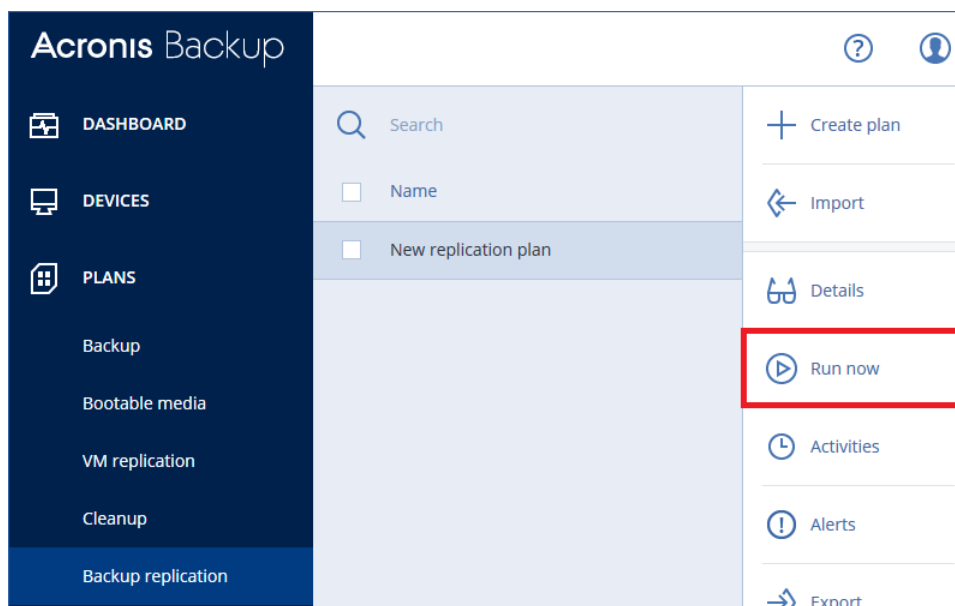 Acronis Backup
DASHBOARD
DEVICES
PLANS
Backup
Bootable media
VM replication
Cleanup
Backup replication
Search
Name
New replication plan
Create plan
Import
Details
Run now
Activities
Alerts
Export